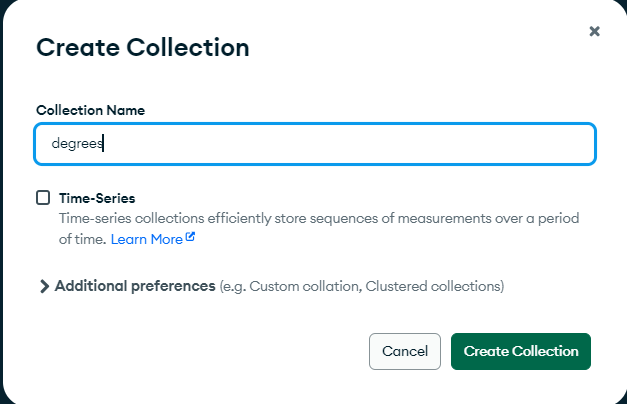 Create Collection
Collection Name
degrees
Time-Series
Time-series collections efficiently store sequences of measurements over a period
of time. Learn More
Additional preferences (e.g. Custom collation, Clustered collections)
Cancel
Create Collection